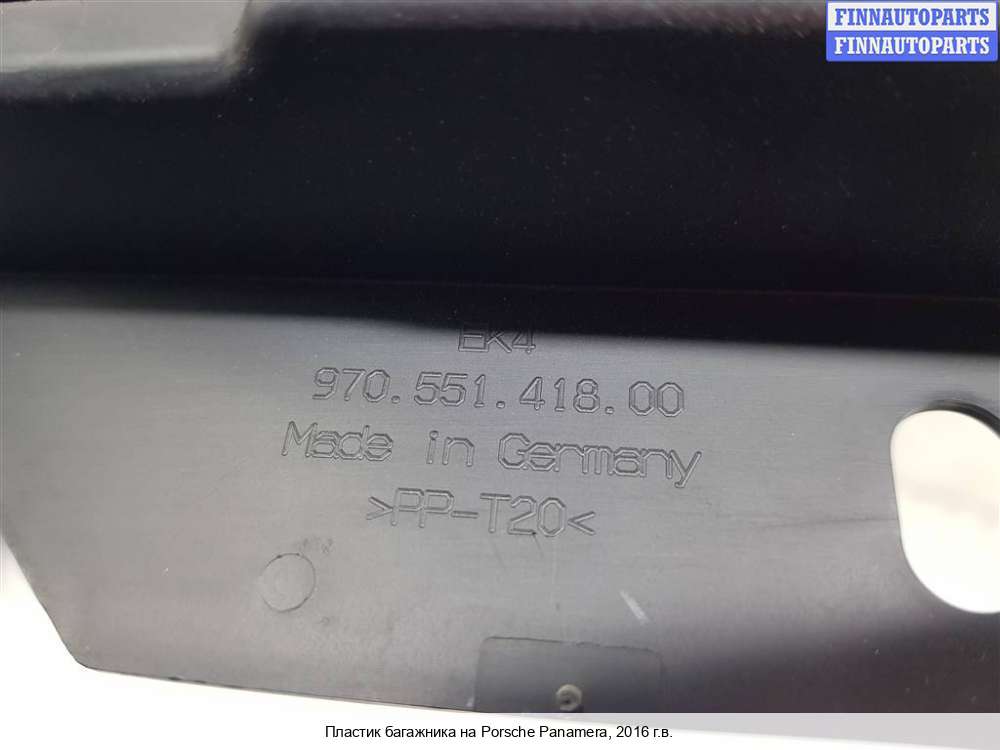 FINNAUTOPARTS
FINNAUTOPARTS
EK4
970.551.418.00
Made in Germany
>PP-T20<
Пластик багажника на Porsche Panamera, 2016 г.в.